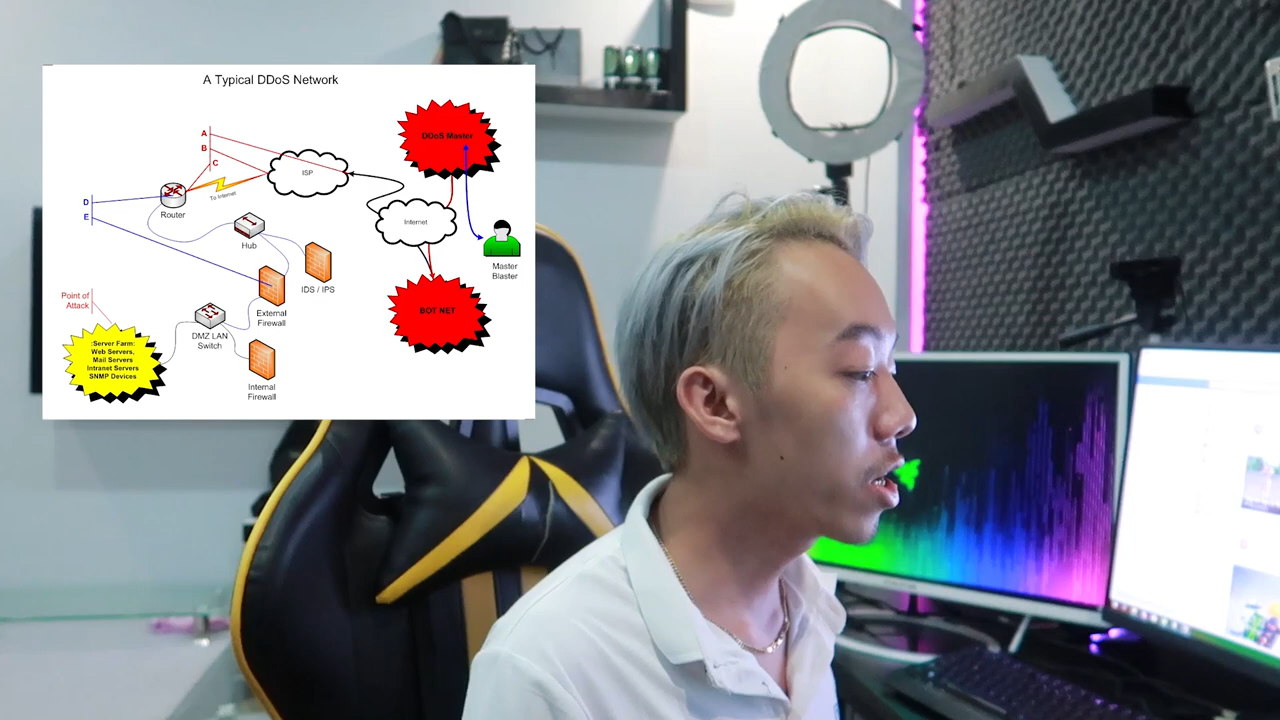 A Typical DDoS Network
A
B
C
ISP
DDoS Master
To Internet
Router
D
E
Internet
Hub
Master
Blaster
IDS / IPS
Point of
Attack
External
Firewall
BOT NET
DMZ LAN
Switch
:Server Farm:
Web Servers,
Mail Servers
Intranet Servers
SNMP Devices
Internal
Firewall